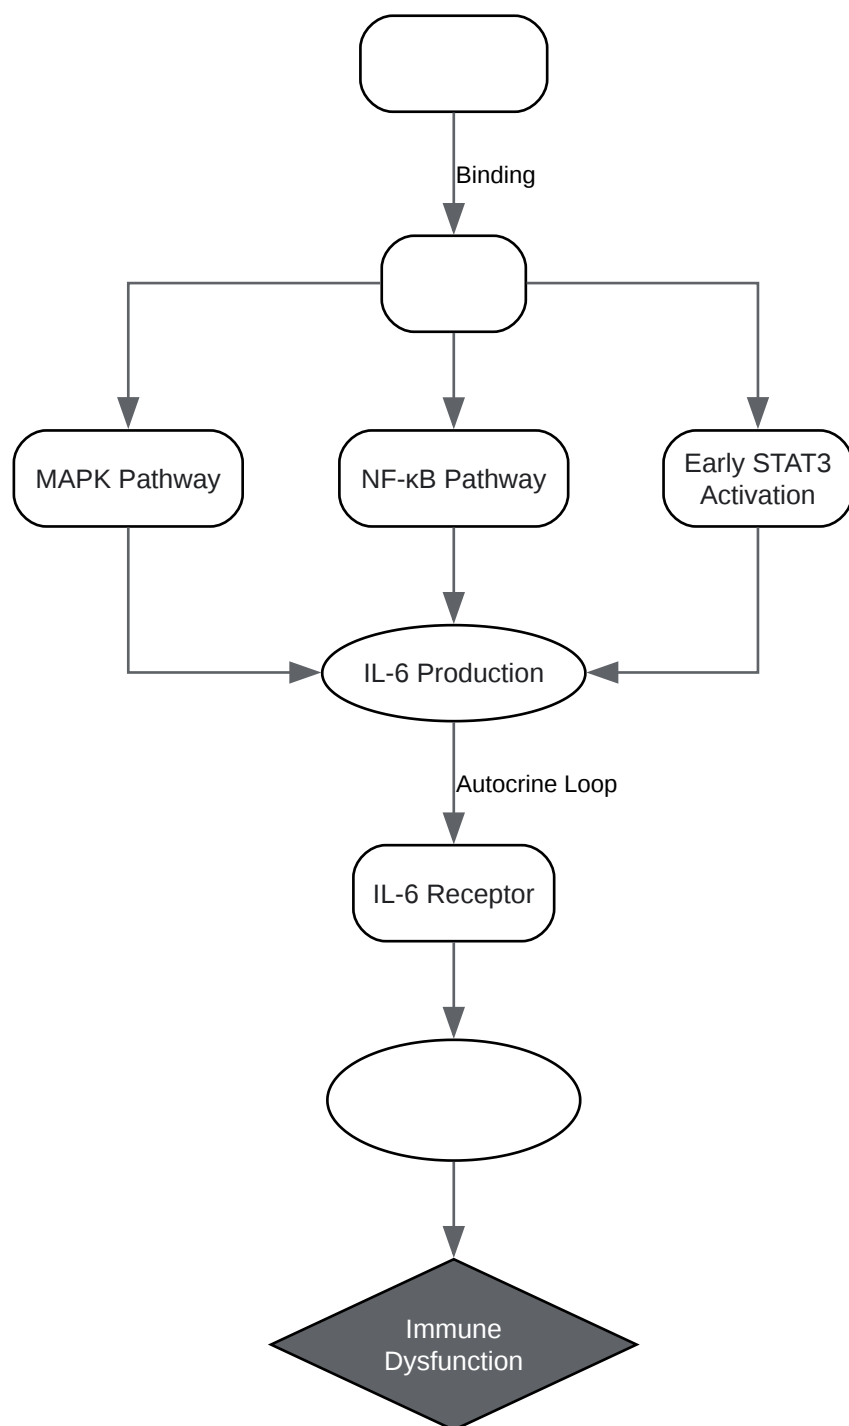 Binding
MAPK Pathway
NF-κB Pathway
Early STAT3
Activation
IL-6 Production
Autocrine Loop
IL-6 Receptor
Immune
Dysfunction